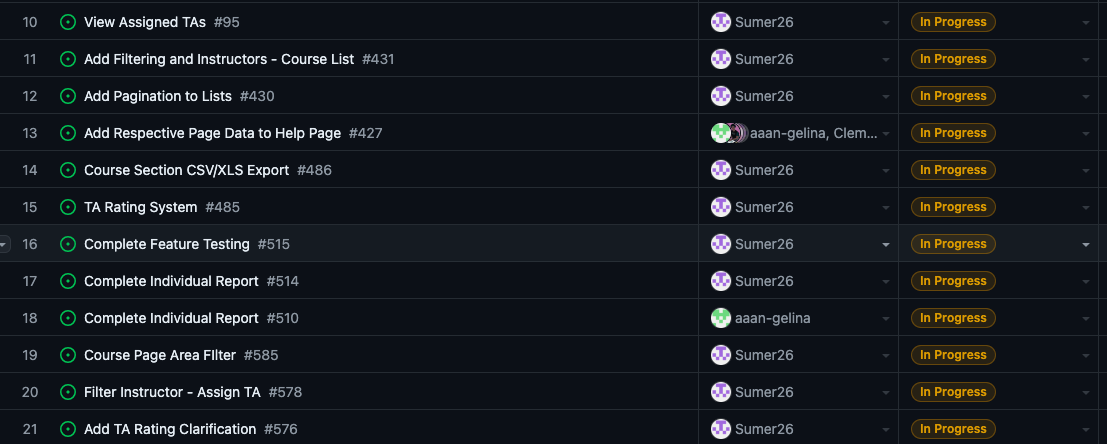 10 View Assigned TAs #95 Sumer26 In Progress
11 Add Filtering and Instructors - Course List #431 Sumer26 In Progress
12 Add Pagination to Lists #430 Sumer26 In Progress
13 Add Respective Page Data to Help Page #427 aaan-gelina, Clem... In Progress
14 Course Section CSV/XLS Export #486 Sumer26 In Progress
15 TA Rating System #485 Sumer26 In Progress
16 Complete Feature Testing #515 Sumer26 In Progress
17 Complete Individual Report #514 Sumer26 In Progress
18 Complete Individual Report #510 aaan-gelina In Progress
19 Course Page Area FIlter #585 Sumer26 In Progress
20 Filter Instructor - Assign TA #578 Sumer26 In Progress
21 Add TA Rating Clarification #576 Sumer26 In Progress